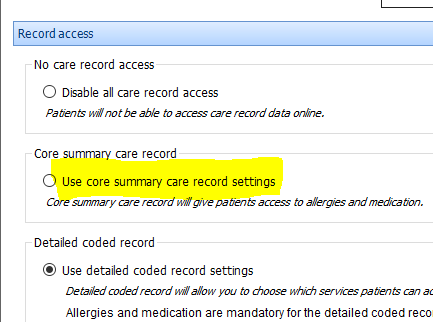 Record access
No care record access
Disable all care record access
Patients will not be able to access care record data online.
Core summary care record
Use core summary care record settings
Core summary care record will give patients access to allergies and medication.
Detailed coded record
Use detailed coded record settings
Detailed coded record will allow you to choose which services patients can
Allergies and medication are mandatory for the detailed coded